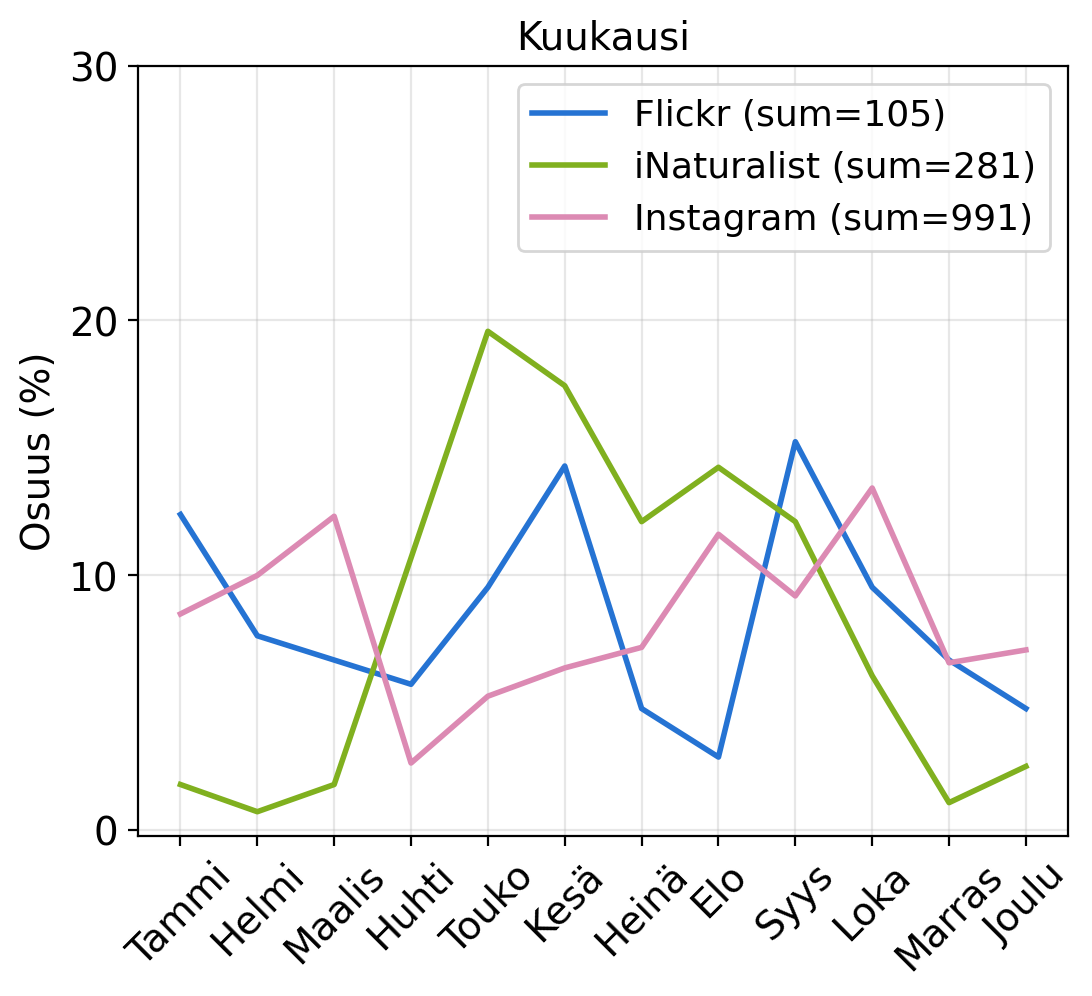 Kuukausi
Flickr (sum=105)
iNaturalist (sum=281)
Instagram (sum=991)
Osuus (%)
30
20
10
0
Tammi
Helmi
Maalis
Huhti
Touko
Kesä
Heinä
Elo
Syys
Loka
Marras
Joulu